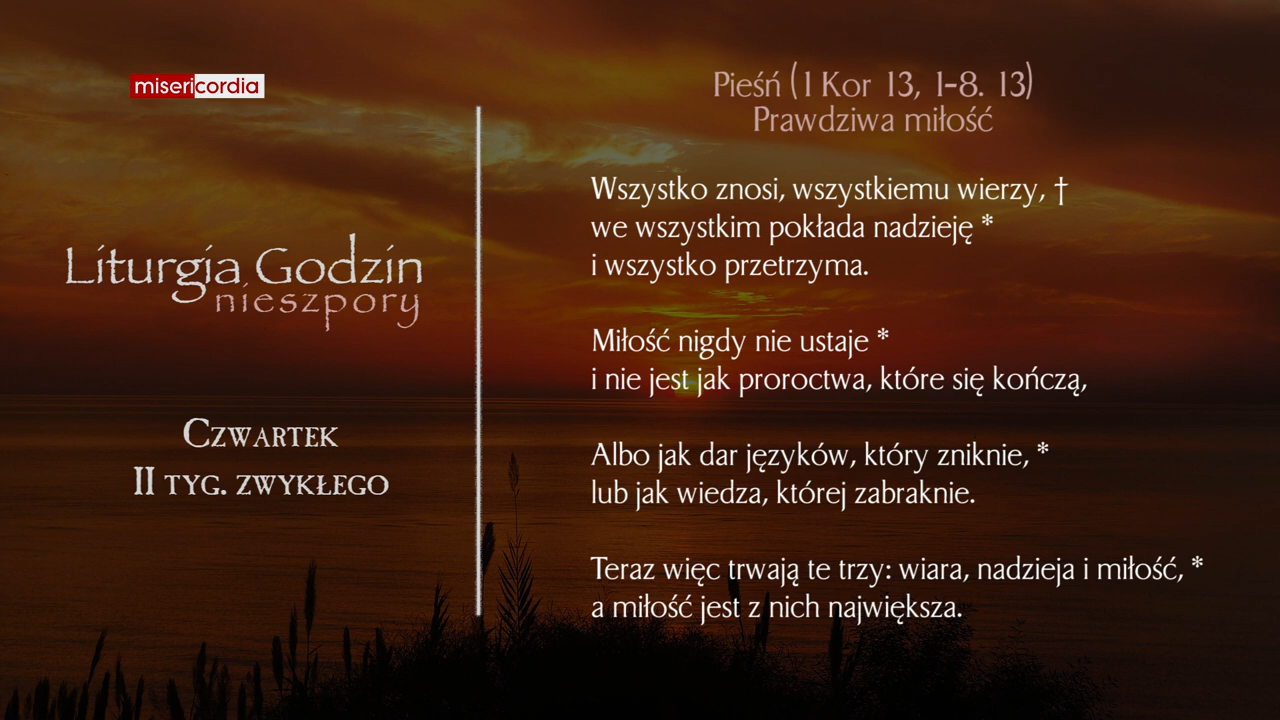 misericordia
Liturgia Godzin
nieszpory
Czwartek
II tyg. zwykłego
Pieśń (1 Kor 13, 1-8. 13)
Prawdziwa miłość
Wszystko znosi, wszystkiemu wierzy, †
we wszystkim pokłada nadzieję *
i wszystko przetrzyma.
Miłość nigdy nie ustaje *
i nie jest jak proroctwa, które się kończą,
Albo jak dar języków, który zniknie, *
lub jak wiedza, której zabraknie.
Teraz więc trwają te trzy: wiara, nadzieja i miłość, *
a miłość jest z nich największa.